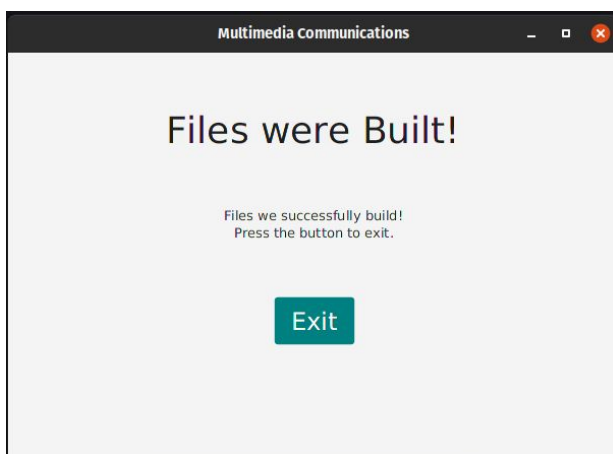 Multimedia Communications
Files were Built!
Files we successfully build!
Press the button to exit.
Exit